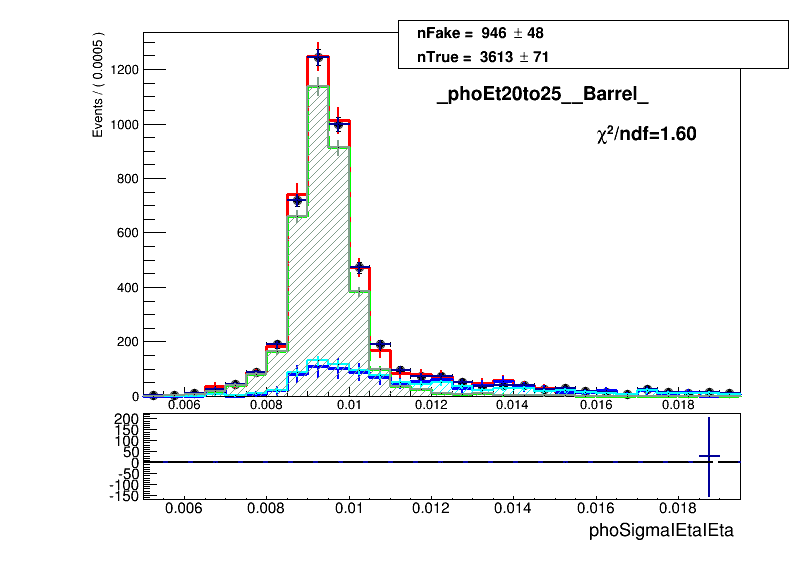 nFake = 946 ± 48
nTrue = 3613 ± 71
_phoEt20to25__Barrel_
χ²/ndf=1.60
Events / ( 0.0005 )
1200
1000
800
600
400
200
0
0.006 0.008 0.01 0.012 0.014 0.016 0.018
200
150
100
50
0
-50
-100
-150
0.006 0.008 0.01 0.012 0.014 0.016 0.018
phoSigmaIEtaIEta